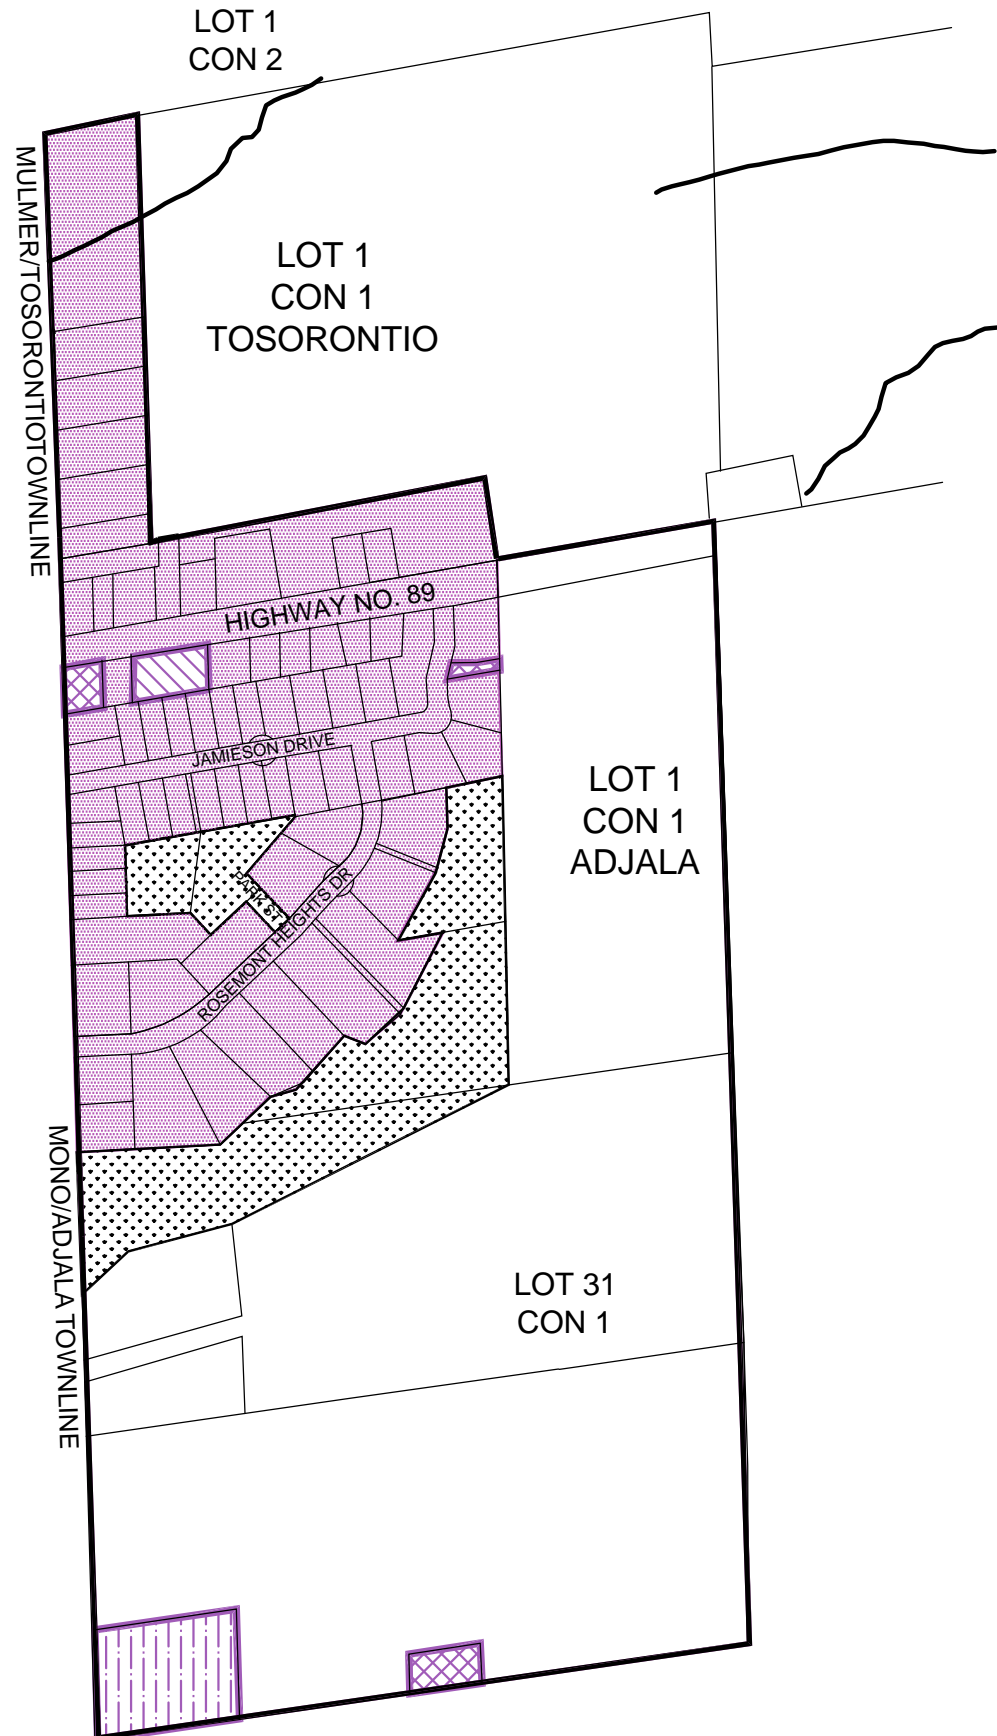 LOT 1
CON 2
MULMER/TOSORONTIOTOWNLINE
LOT 1
CON 1
TOSORONTIO
HIGHWAY NO. 89
JAMIESON DRIVE
LOT 1
CON 1
ADJALA
PARK ST
ROSEMONT HEIGHTS DR
MONO/ADJALA TOWNLINE
LOT 31
CON 1